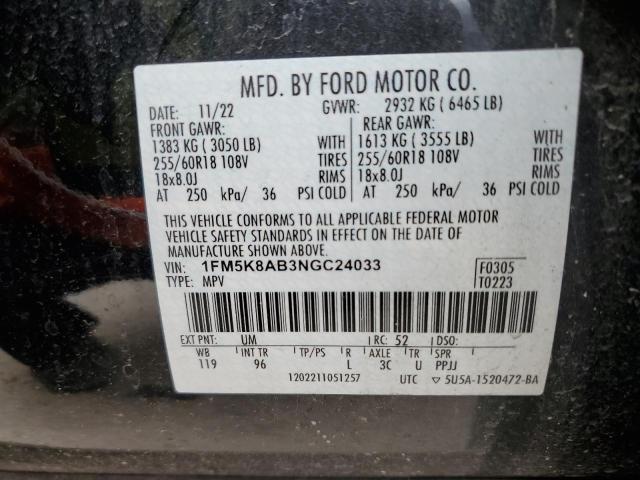 MFD. BY FORD MOTOR CO.
DATE: 11/22 GVWR: 2932 KG ( 6465 LB)
FRONT GAWR: REAR GAWR:
1383 KG ( 3050 LB) WITH 1613 KG ( 3555 LB) WITH
255/60R18 108V TIRES 255/60R18 108V TIRES
18x8.0J RIMS 18x8.0J RIMS
AT 250 kPa/ 36 PSI COLD AT 250 kPa/ 36 PSI COLD
THIS VEHICLE CONFORMS TO ALL APPLICABLE FEDERAL MOTOR
VEHICLE SAFETY STANDARDS IN EFFECT ON THE DATE OF
MANUFACTURE SHOWN ABOVE.
VIN: 1FM5K8AB3NGC24033 F0305
TYPE: MPV T0223
EXT PNT: UM RC: 52 DSO:
WB INT TR TP/PS R AXLE TR SPR
119 96 L 3C U PPJJ
1202211051257 UTC ▽ 5U5A-1520472-BA